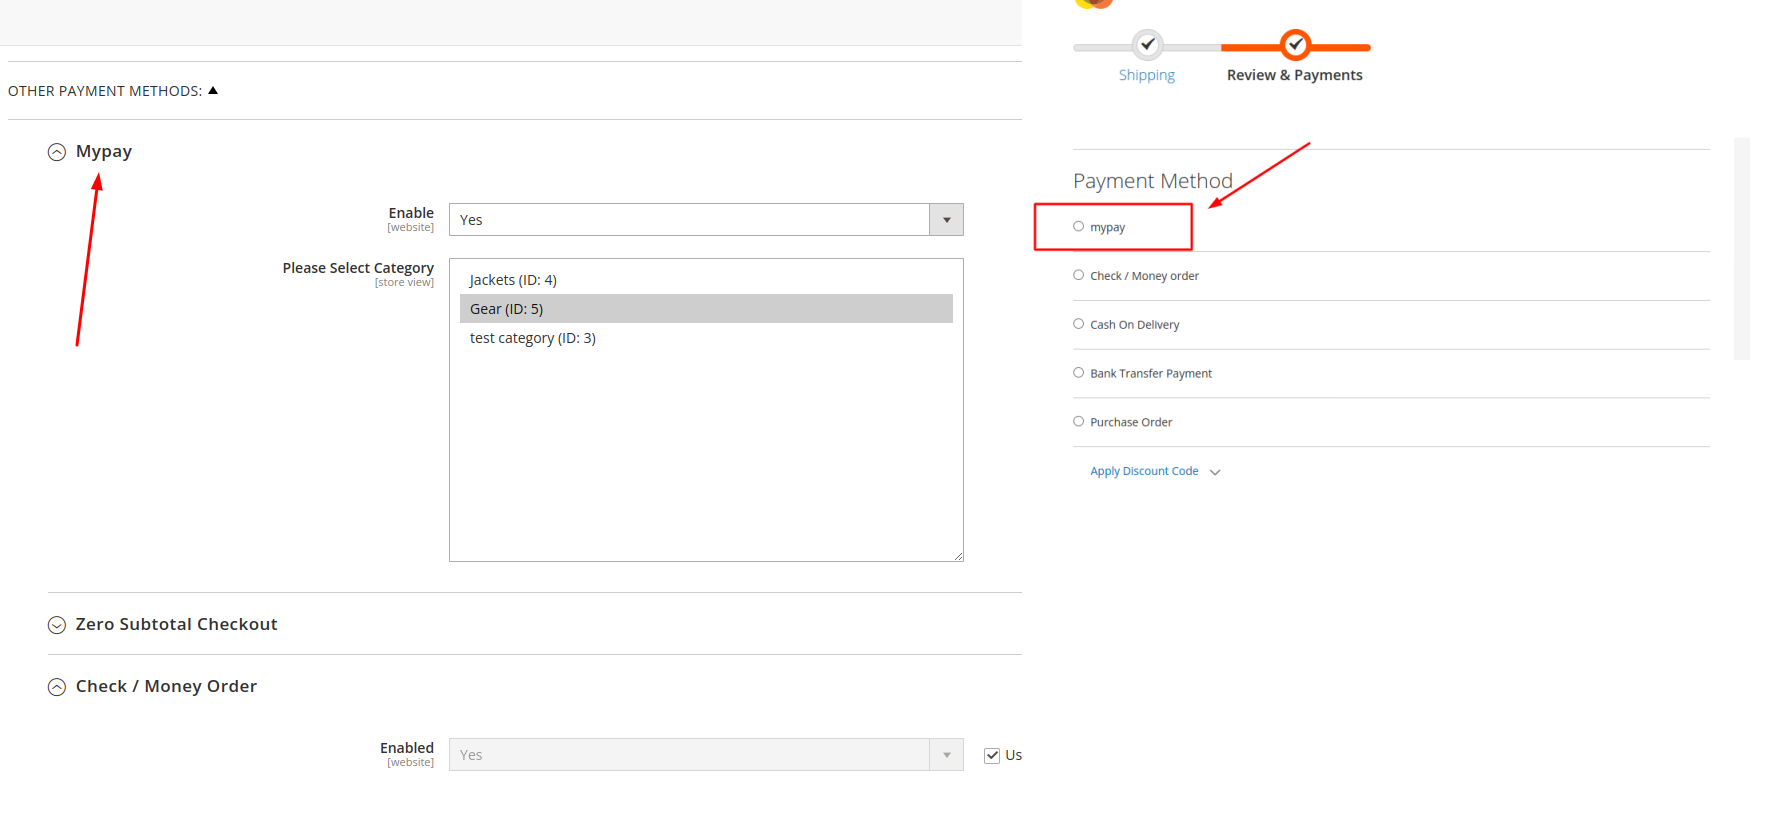 OTHER PAYMENT METHODS:
Mypay
Enable
[website]
Yes
Please Select Category
[store view]
Jackets (ID: 4)
Gear (ID: 5)
test category (ID: 3)
Zero Subtotal Checkout
Check / Money Order
Enabled
[website]
Yes
Us
Shipping
Review & Payments
Payment Method
mypay
Check / Money order
Cash On Delivery
Bank Transfer Payment
Purchase Order
Apply Discount Code